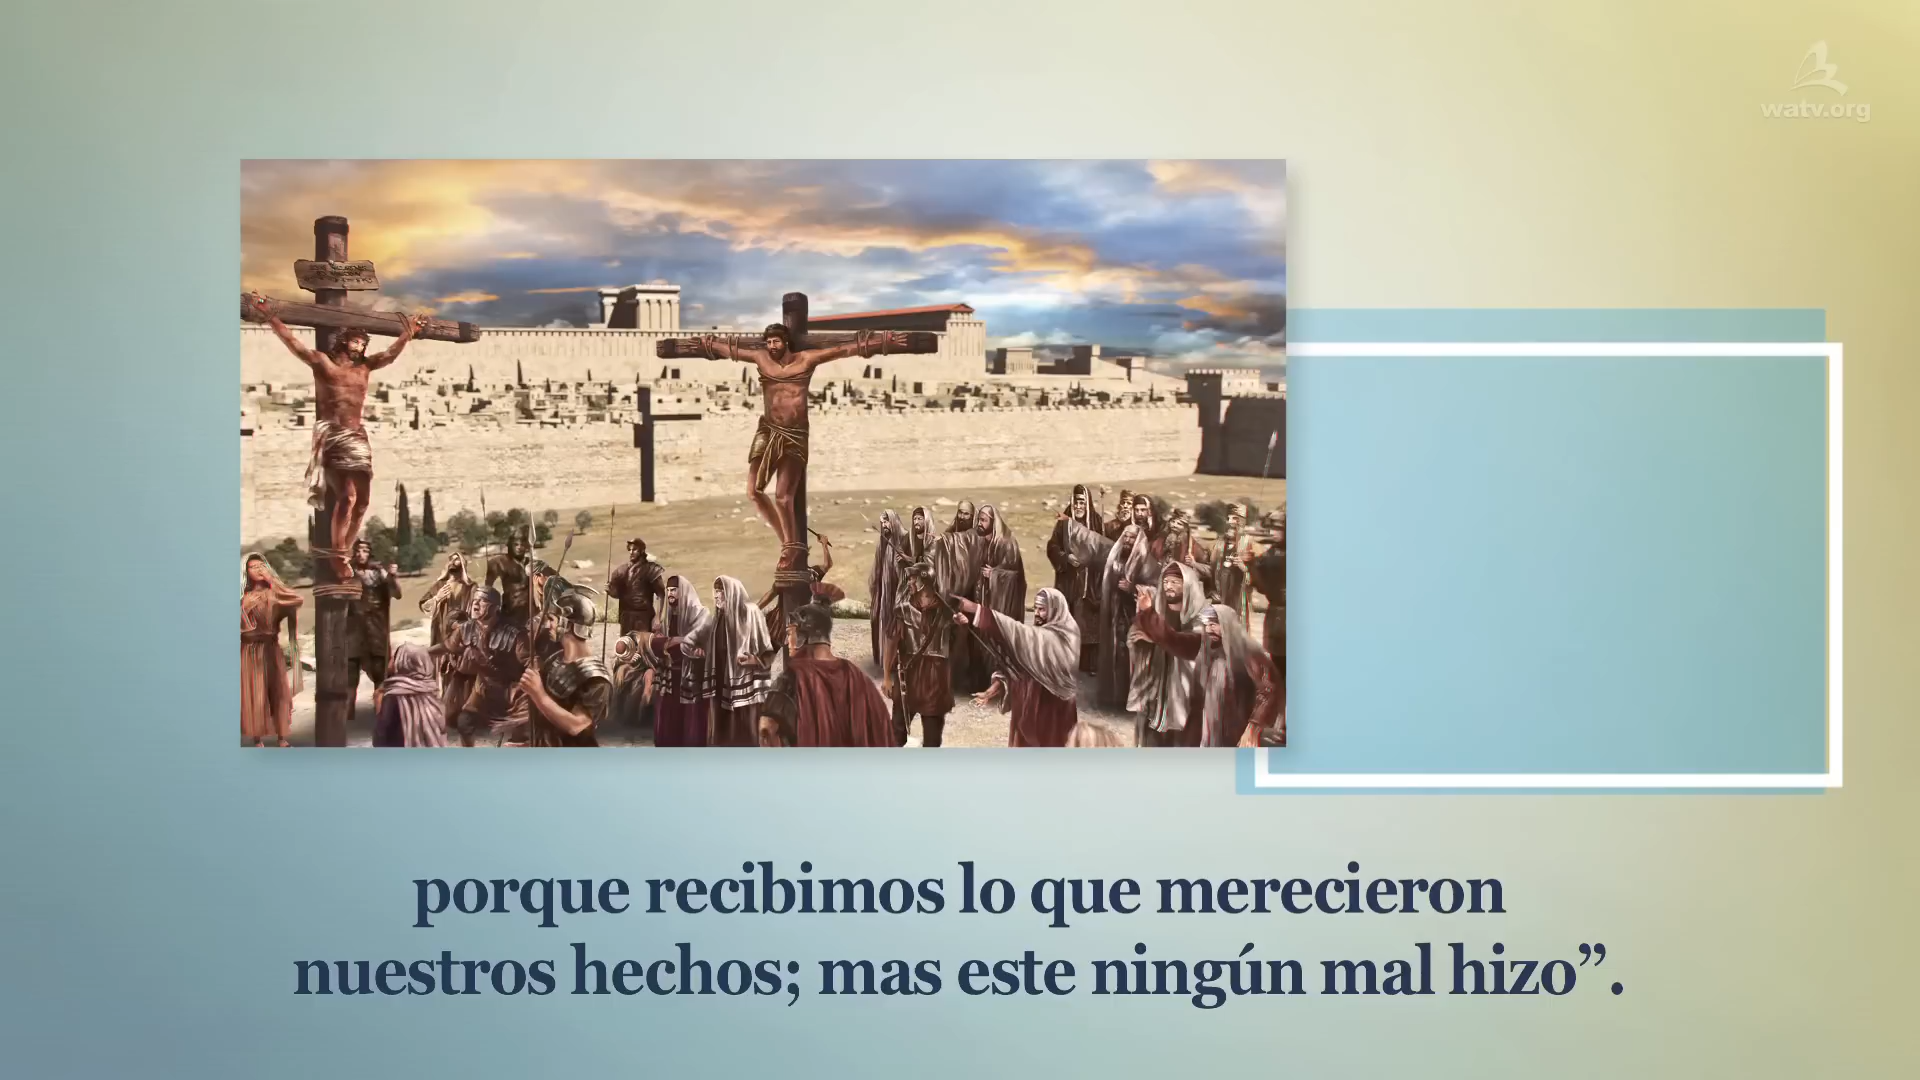 watv.org
porque recibimos lo que merecieron
nuestros hechos; mas este ningún mal hizo”.